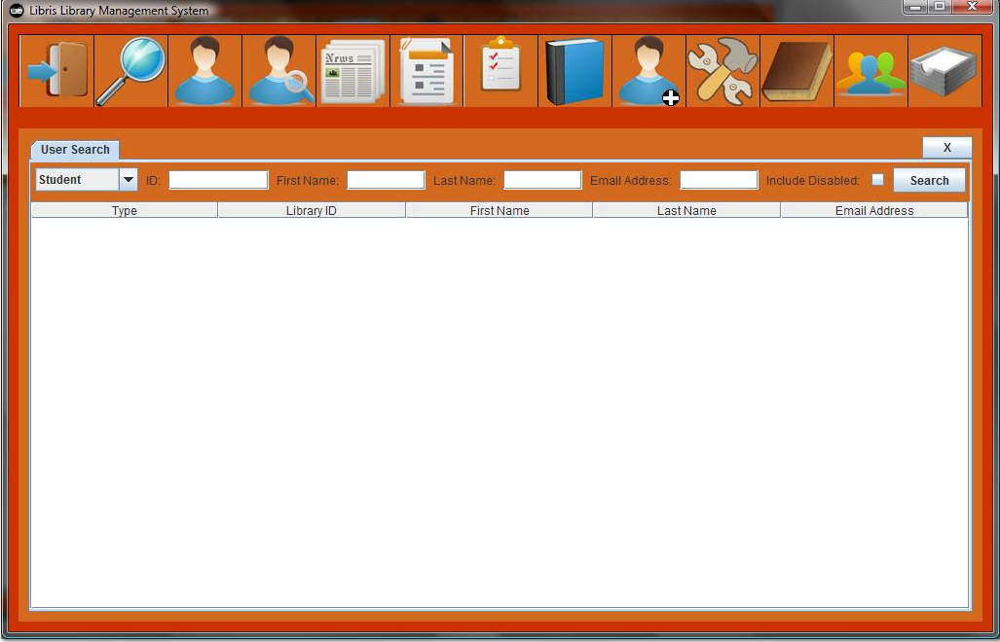 Libris Library Management System
News
User Search
X
Student ID: First Name: Last Name: Email Address: Include Disabled: Search
Type Library ID First Name Last Name Email Address